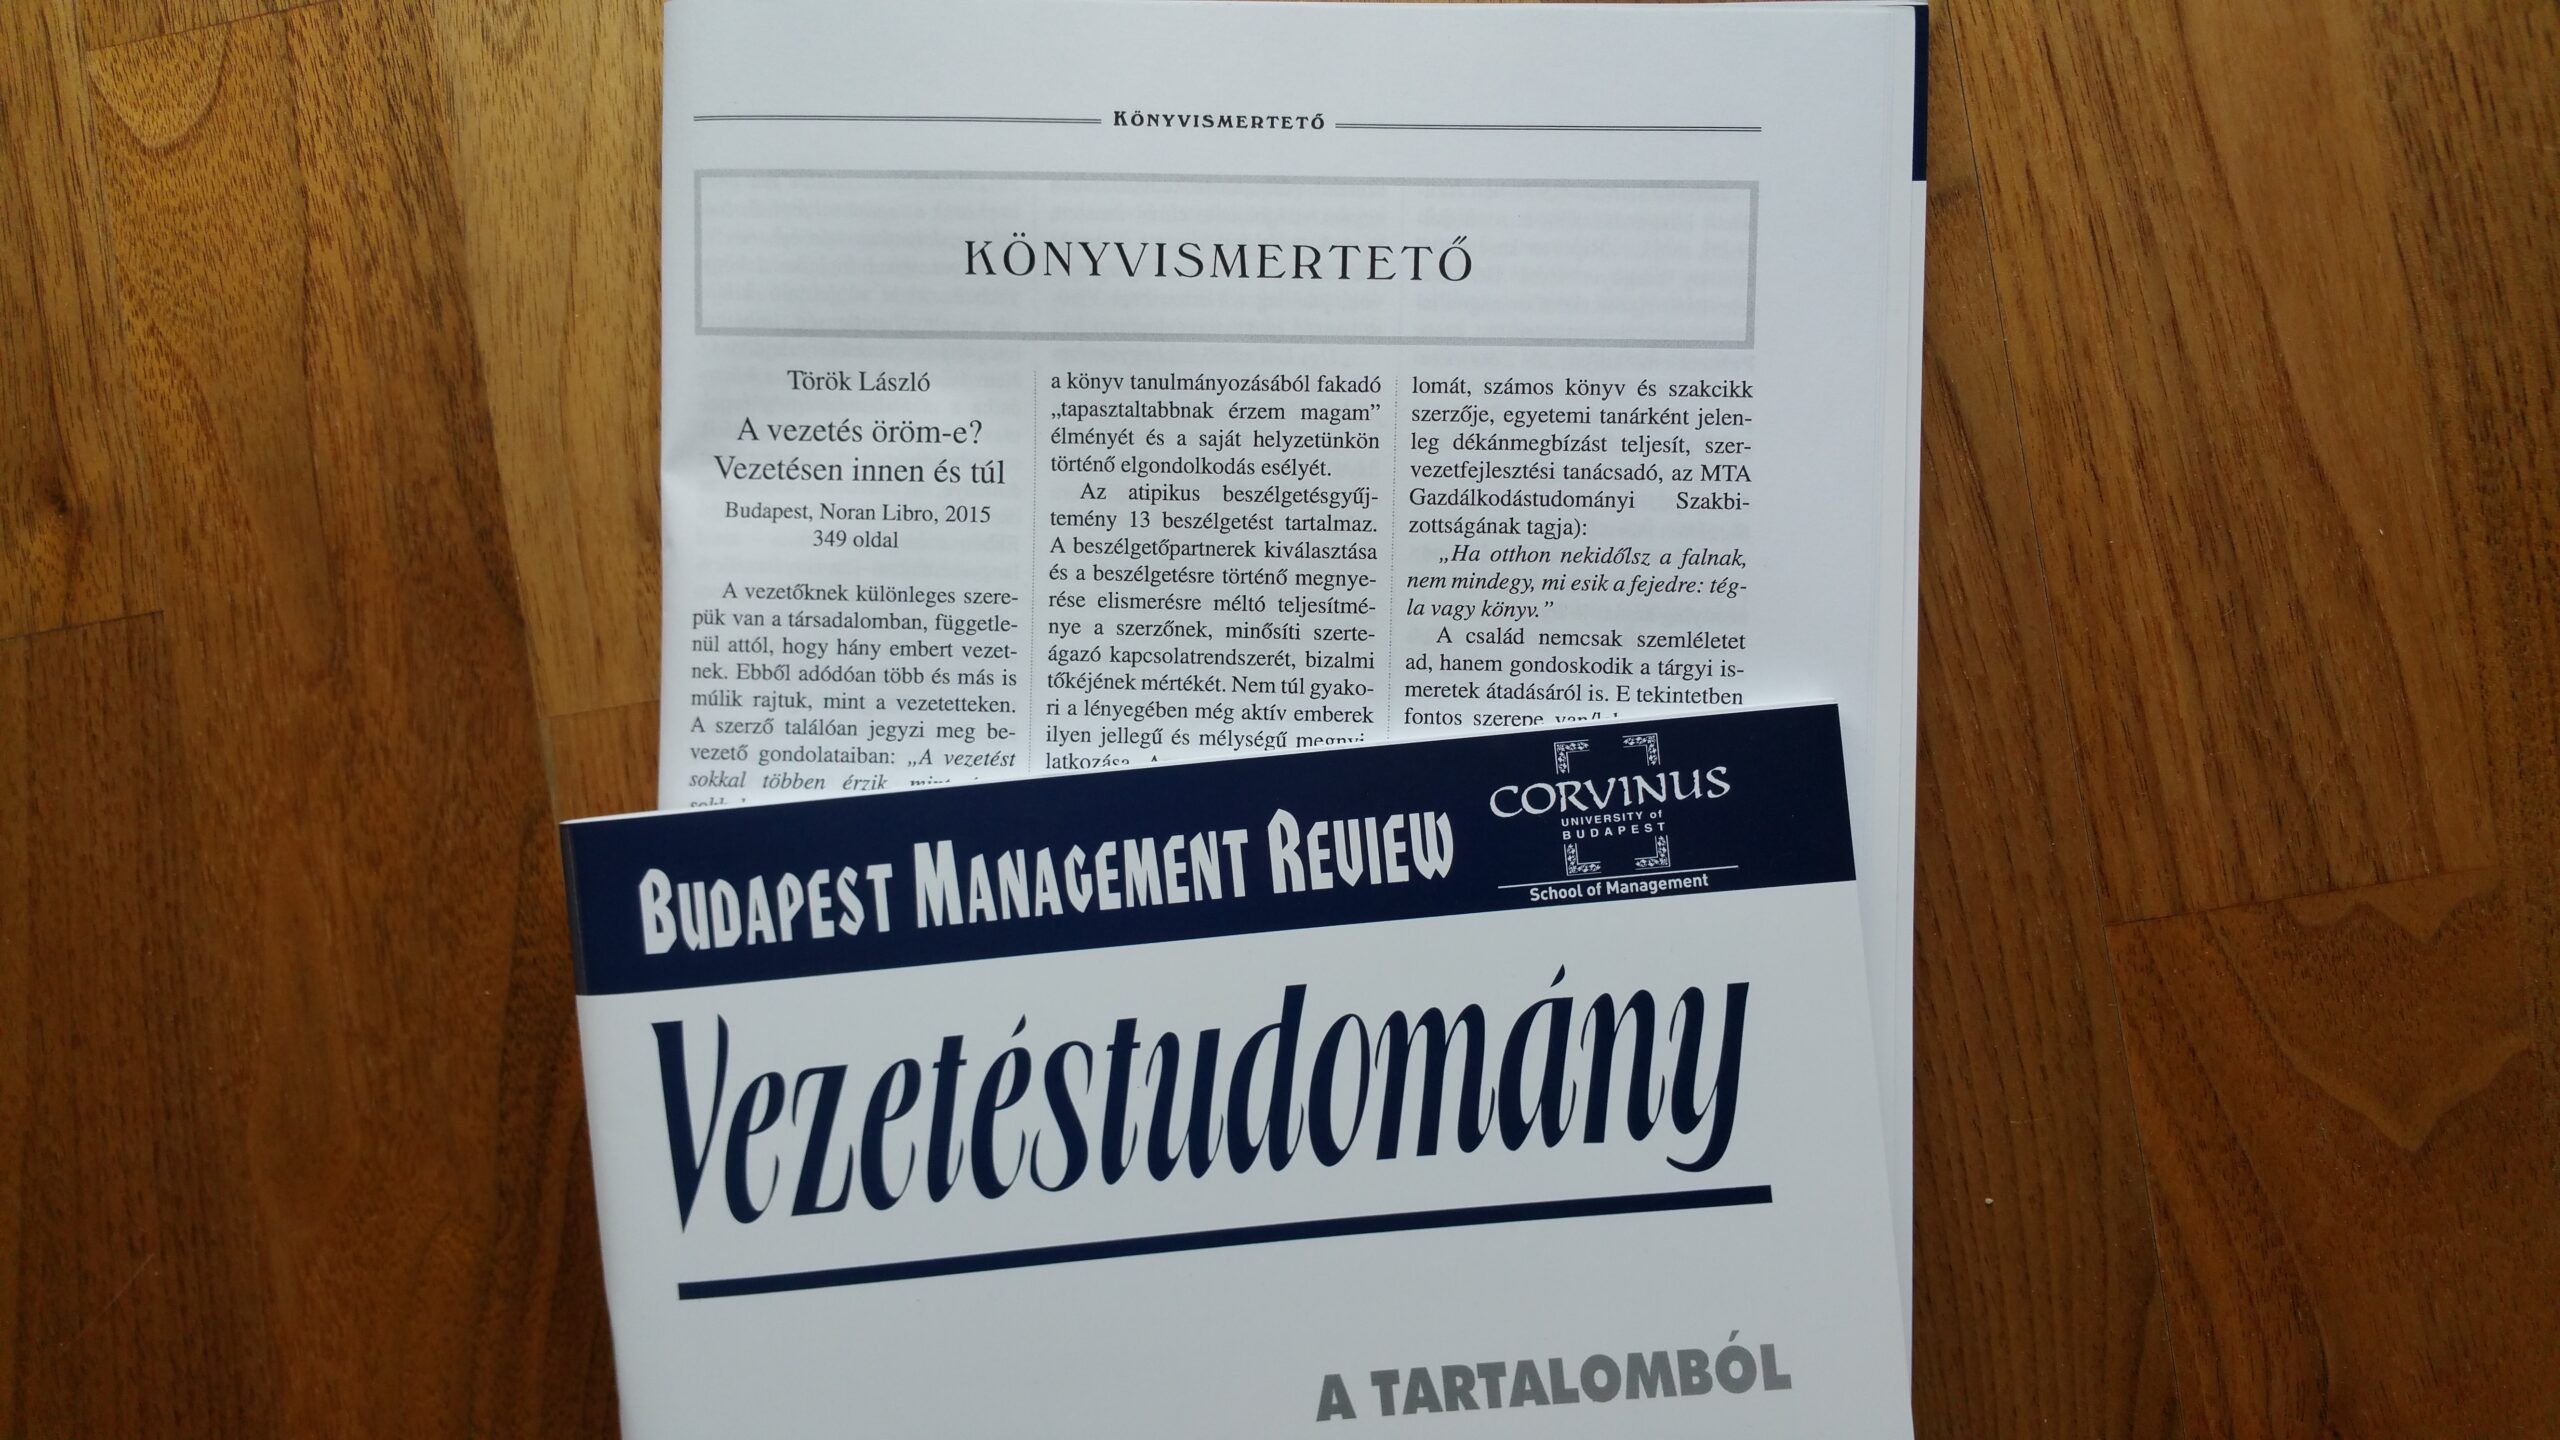 KÖNYVISMERTETŐ
KÖNYVISMERTETŐ
Török László
A vezetés öröm-e?
Vezetésen innen és túl
Budapest, Noran Libro, 2015
349 oldal
A vezetőknek különleges szere-
pük van a társadalomban, függetle-
nül attól, hogy hány embert vezet-
nek. Ebből adódóan több és más is
múlik rajtuk, mint a vezetetteken.
A szerző találóan jegyzi meg be-
vezető gondolataiban: „A vezetést
sokkal többen érzik, mint
a könyv tanulmányozásából fakadó
„tapasztaltabbnak érzem magam”
élményét és a saját helyzetünkön
történő elgondolkodás esélyét.
Az atipikus beszélgetésgyűj-
temény 13 beszélgetést tartalmaz.
A beszélgetőpartnerek kiválasztása
és a beszélgetésre történő megnye-
rése elismerésre méltó teljesítmé-
nye a szerzőnek, minősíti szerte-
ágazó kapcsolatrendszerét, bizalmi
tőkéjének mértékét. Nem túl gyako-
ri a lényegében még aktív emberek
ilyen jellegű és mélységű megnyi-
latkozása. A
lomát, számos könyv és szakcikk
szerzője, egyetemi tanárként jelen-
leg dékánmegbízást teljesít, szer-
vezetfejlesztési tanácsadó, az MTA
Gazdálkodástudományi Szakbi-
zottságának tagja):
„Ha otthon nekidőlsz a falnak,
nem mindegy, mi esik a fejedre: tég-
la vagy könyv.”
A család nemcsak szemléletet
ad, hanem gondoskodik a tárgyi is-
meretek átadásáról is. E tekintetben
fontos szerepe
BUDAPEST MANAGEMENT REVIEW
CORVINUS
UNIVERSITY of
BUDAPEST
School of Management
Vezetéstudomány
A TARTALOMBÓL